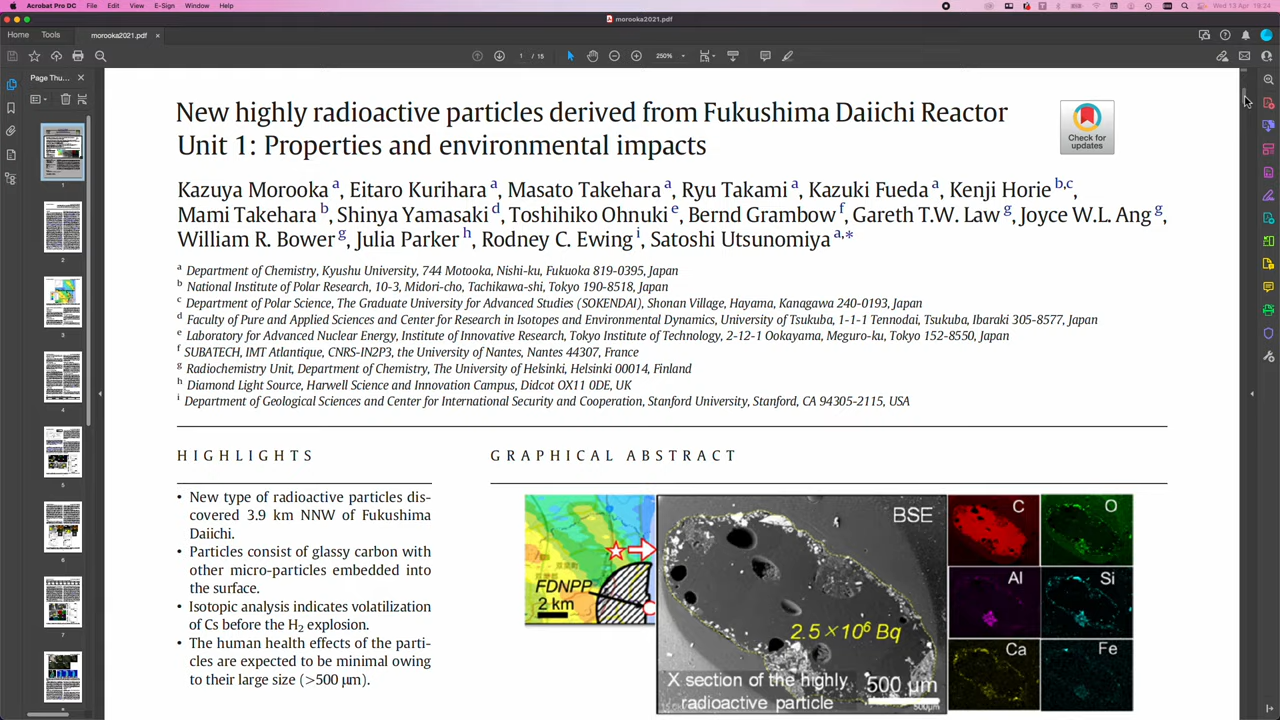 Acrobat Pro DC File Edit View E-Sign Window Help
Wed 13 Apr 16:24
morooka2021.pdf
Home Tools morooka2021.pdf ×
1 / 15 250%
Page Thu...
1
2
3
4
5
6
7
New highly radioactive particles derived from Fukushima Daiichi Reactor
Unit 1: Properties and environmental impacts
Check for
updates
Kazuya Morooka a, Eitaro Kurihara a, Masato Takehara a, Ryu Takami a, Kazuki Fueda a, Kenji Horie b,c,
Mami Takehara b, Shinya Yamasaki d, Toshihiko Ohnuki e, Bernd Grambow f, Gareth T.W. Law g, Joyce W.L. Ang g,
William R. Bower g, Julia Parker h, Rodney C. Ewing i, Satoshi Utsunomiya a,*
a Department of Chemistry, Kyushu University, 744 Motooka, Nishi-ku, Fukuoka 819-0395, Japan
b National Institute of Polar Research, 10-3, Midori-cho, Tachikawa-shi, Tokyo 190-8518, Japan
c Department of Polar Science, The Graduate University for Advanced Studies (SOKENDAI), Shonan Village, Hayama, Kanagawa 240-0193, Japan
d Faculty of Pure and Applied Sciences and Center for Research in Isotopes and Environmental Dynamics, University of Tsukuba, 1-1-1 Tennodai, Tsukuba, Ibaraki 305-8577, Japan
e Laboratory for Advanced Nuclear Energy, Institute of Innovative Research, Tokyo Institute of Technology, 2-12-1 Ookayama, Meguro-ku, Tokyo 152-8550, Japan
f SUBATECH, IMT Atlantique, CNRS-IN2P3, the University of Nantes, Nantes 44307, France
g Radiochemistry Unit, Department of Chemistry, The University of Helsinki, Helsinki 00014, Finland
h Diamond Light Source, Harwell Science and Innovation Campus, Didcot OX11 0DE, UK
i Department of Geological Sciences and Center for International Security and Cooperation, Stanford University, Stanford, CA 94305-2115, USA
HIGHLIGHTS
• New type of radioactive particles dis-
covered 3.9 km NNW of Fukushima
Daiichi.
• Particles consist of glassy carbon with
other micro-particles embedded into
the surface.
• Isotopic analysis indicates volatilization
of Cs before the H2 explosion.
• The human health effects of the parti-
cles are expected to be minimal owing
to their large size (>500 μm).
GRAPHICAL ABSTRACT
FDNPP
2 km
BSE
2.5×10⁶ Bq
X section of the highly
radioactive particle
500 μm
500μm
C
O
Al
Si
Ca
Fe